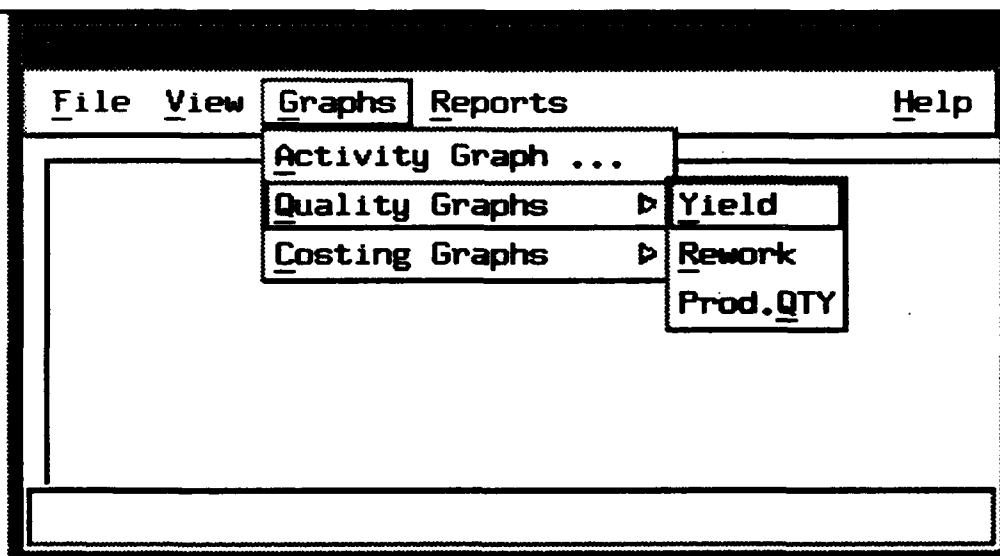 File View Graphs Reports Help
Activity Graph ...
Quality Graphs Yield
Costing Graphs Rework
Prod.QTY